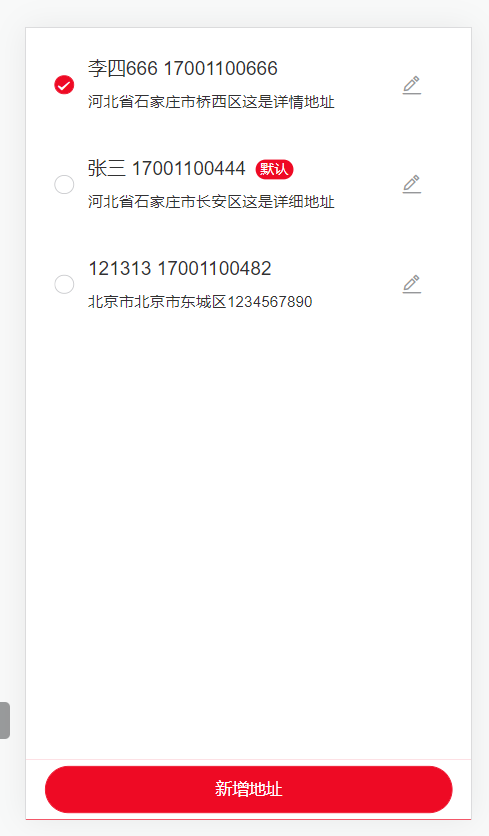 李四666 17001100666
河北省石家庄市桥西区这是详情地址
张三 17001100444 默认
河北省石家庄市长安区这是详细地址
121313 17001100482
北京市北京市东城区1234567890
新增地址